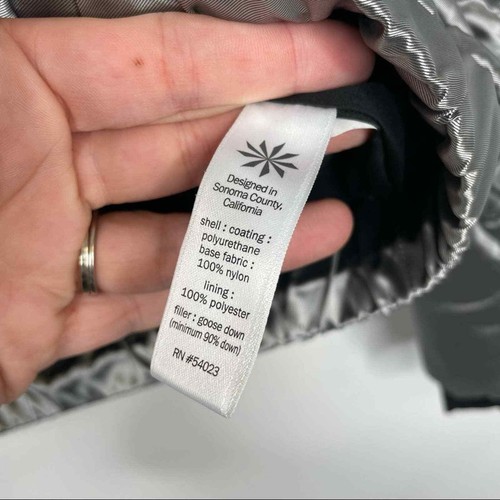 Designed in
Sonoma County,
California
shell : coating :
polyurethane
base fabric :
100% nylon
lining :
100% polyester
filler : goose down
(minimum 90% down)
RN #54023